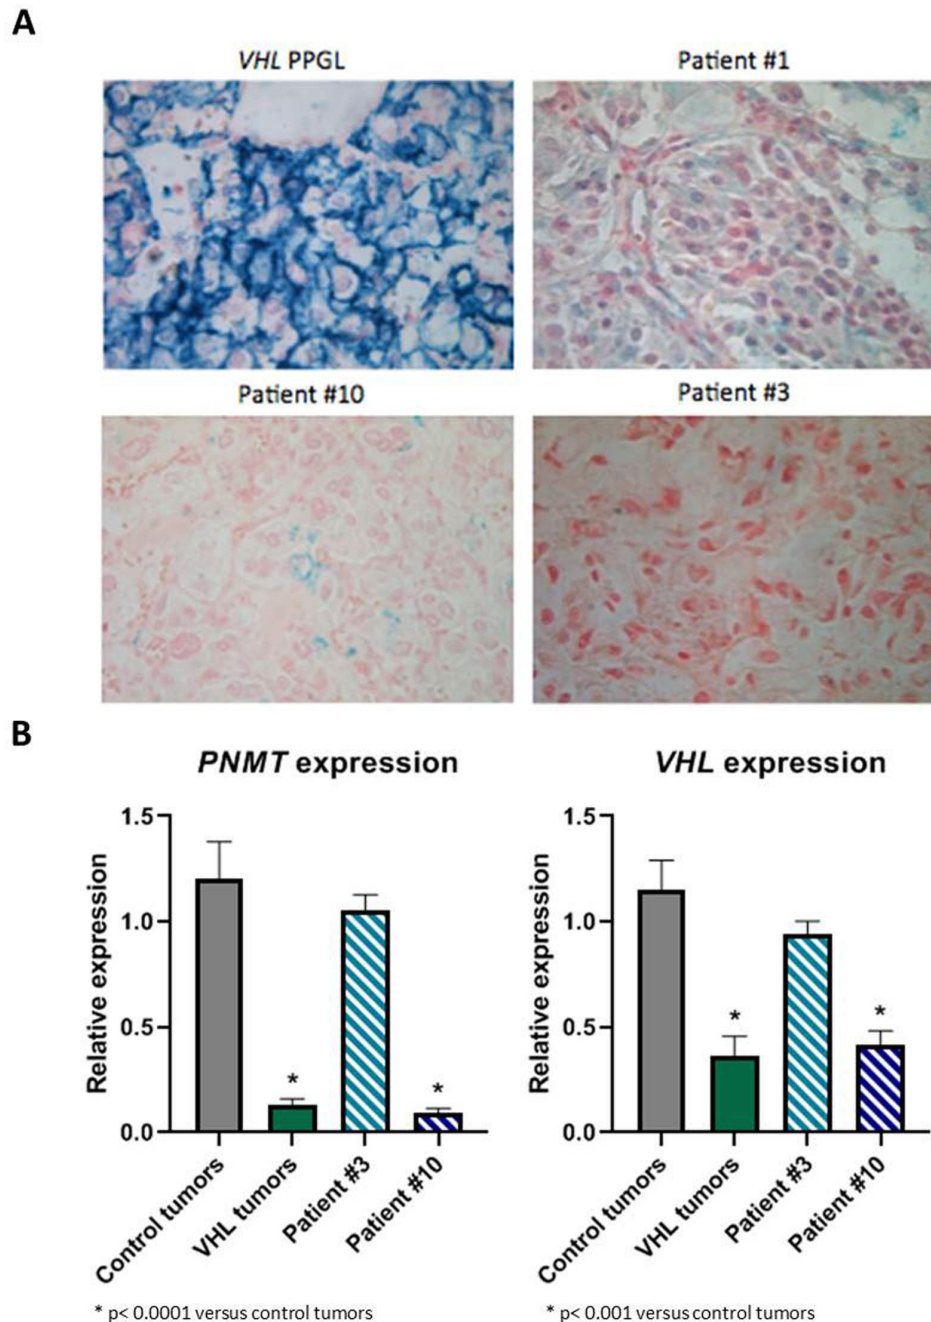 A
VHL PPGL
Patient #1
Patient #10
Patient #3
B
PNMT expression
VHL expression
Relative expression
1.5
1.0
0.5
0.0
Control tumors
VHL tumors
Patient #3
Patient #10
*
*
* p< 0.0001 versus control tumors
Relative expression
1.5
1.0
0.5
0.0
Control tumors
VHL tumors
Patient #3
Patient #10
*
*
* p< 0.001 versus control tumors